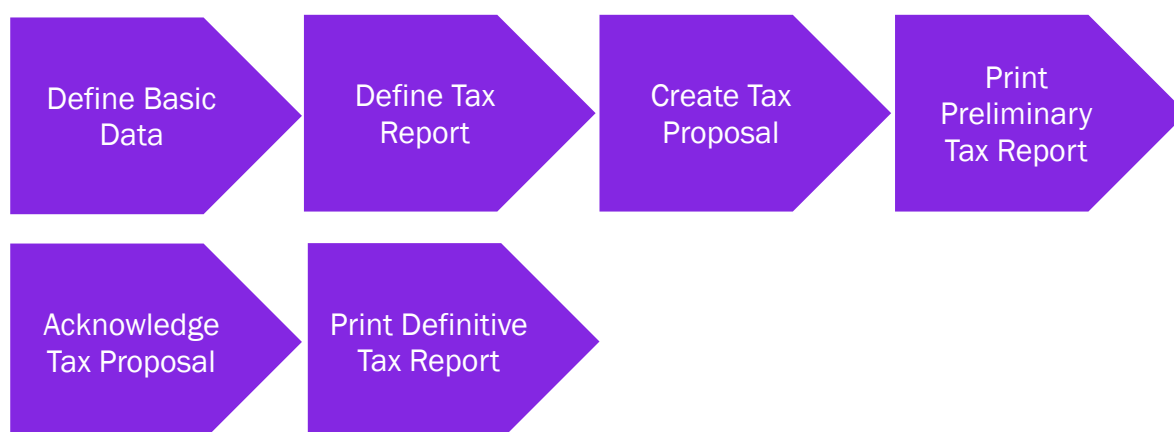 Define Basic
Data
Define Tax
Report
Create Tax
Proposal
Print
Preliminary
Tax Report
Acknowledge
Tax Proposal
Print Definitive
Tax Report